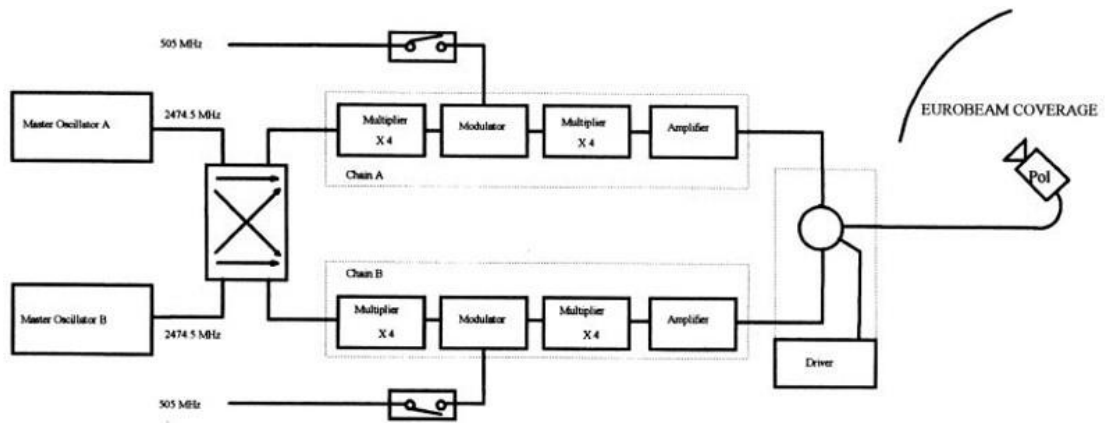 505 MHz
EUROBEAM COVERAGE
Master Oscillator A
2474.5 MHz
Multiplier
X 4
Modulator
Multiplier
X 4
Amplifier
Chain A
Pol
Chain B
Master Oscillator B
2474.5 MHz
Multiplier
X 4
Modulator
Multiplier
X 4
Amplifier
Driver
505 MHz